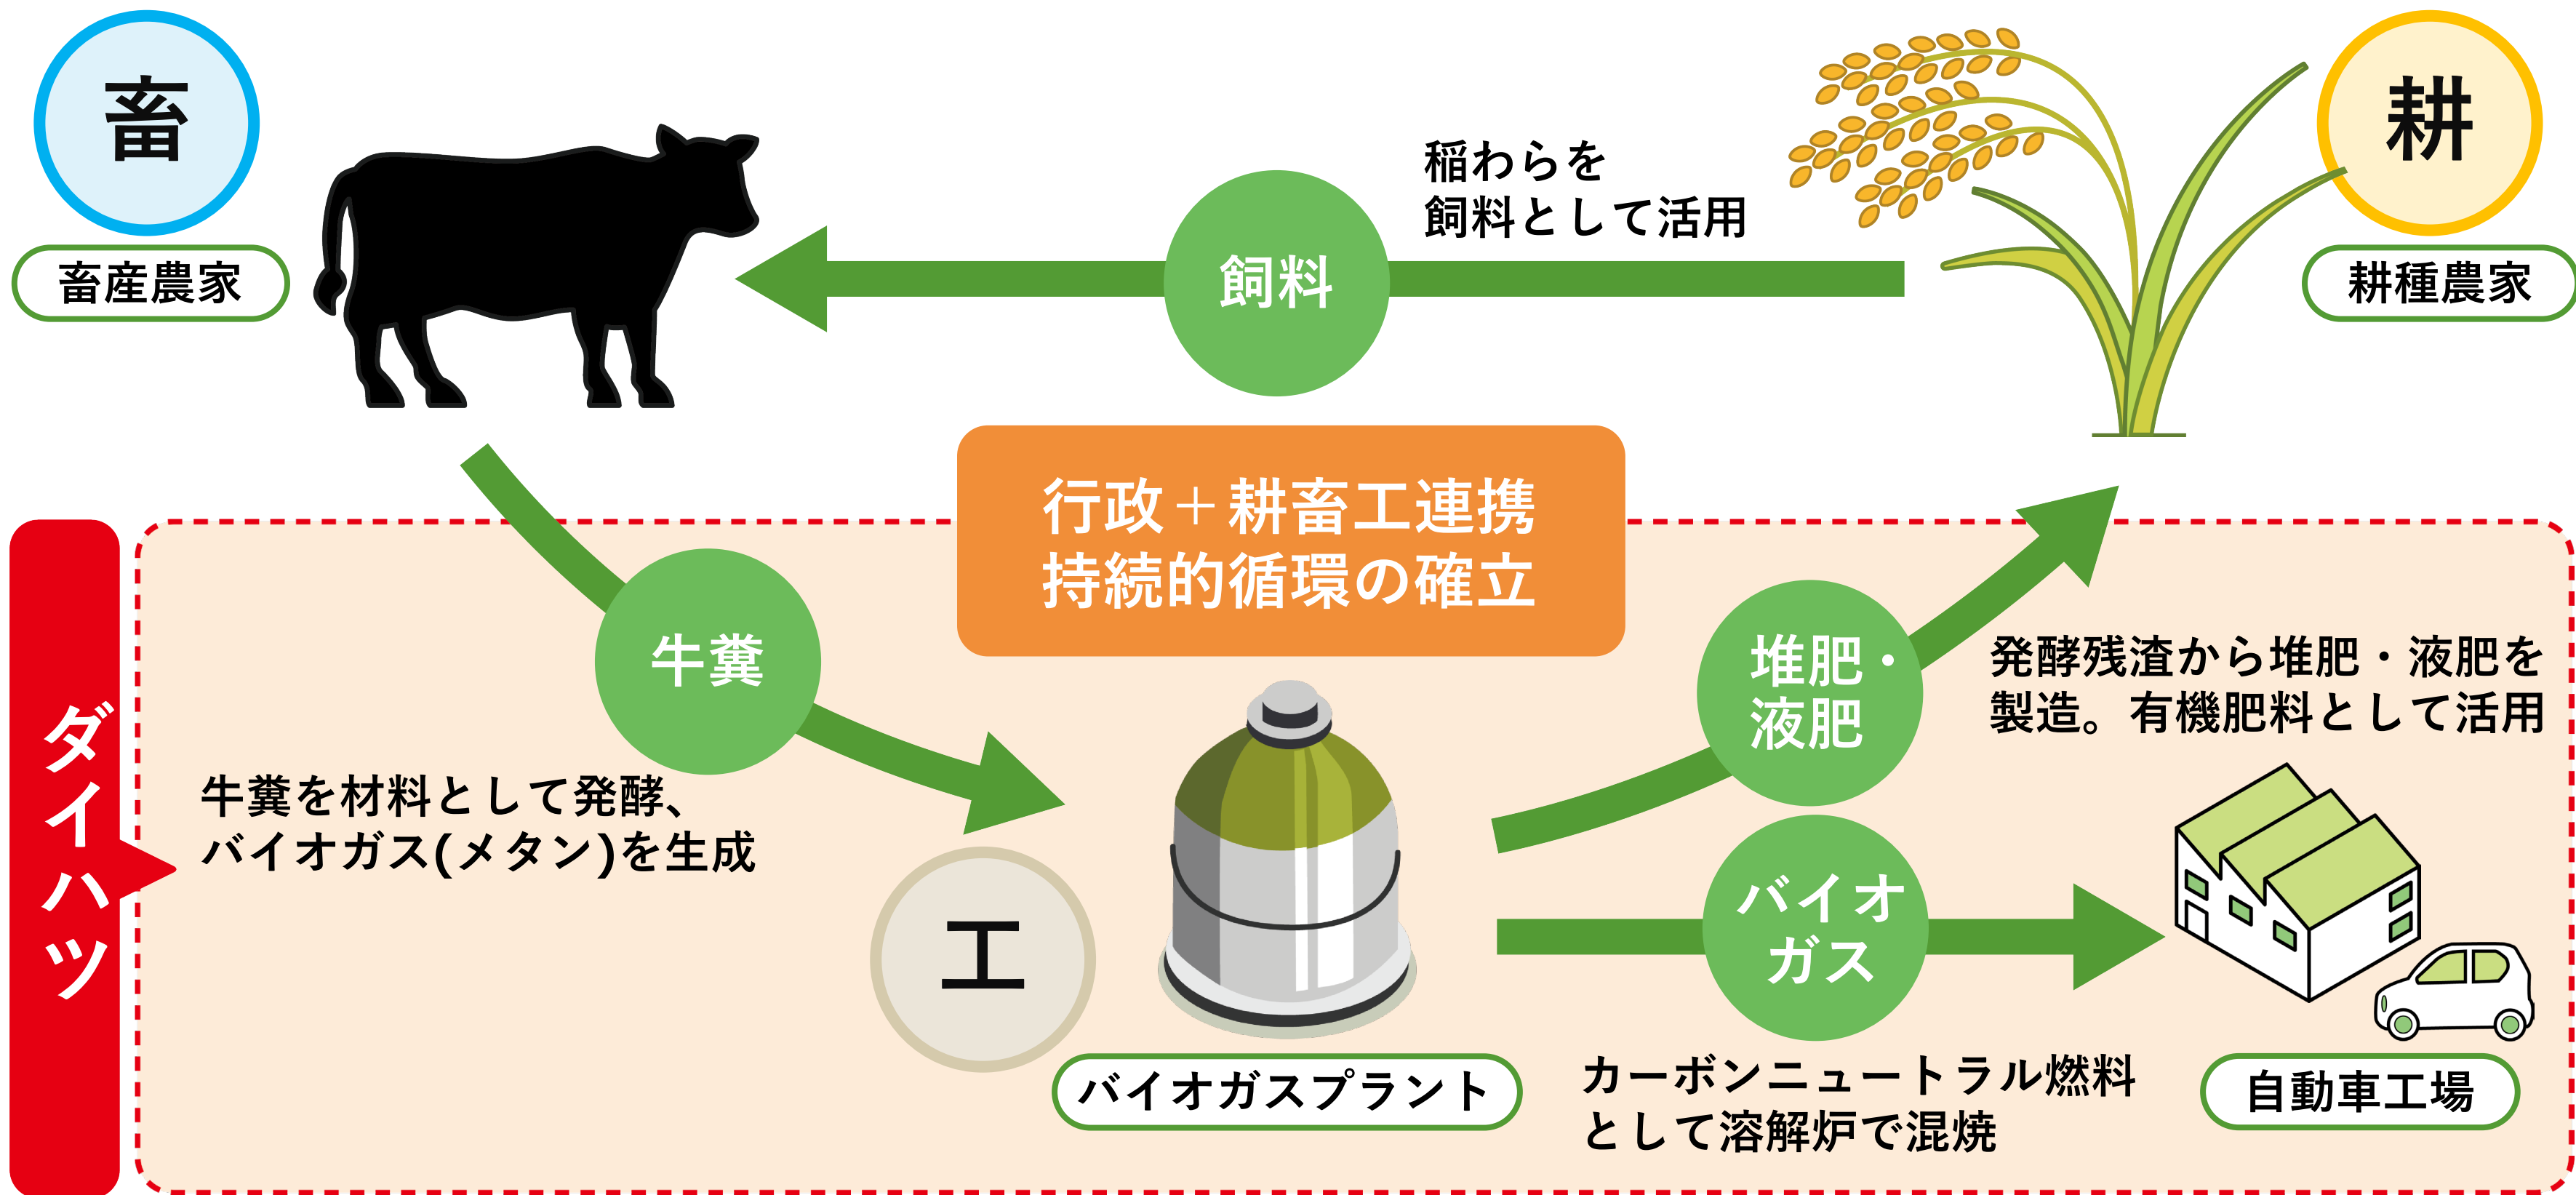 畜
畜産農家
稲わらを
飼料として活用
飼料
耕
耕種農家
行政＋耕畜工連携
持続的循環の確立
ダイハツ
牛糞
牛糞を材料として発酵、
バイオガス(メタン)を生成
工
バイオガスプラント
堆肥・
液肥
発酵残渣から堆肥・液肥を
製造。有機肥料として活用
バイオ
ガス
カーボンニュートラル燃料
として溶解炉で混焼
自動車工場